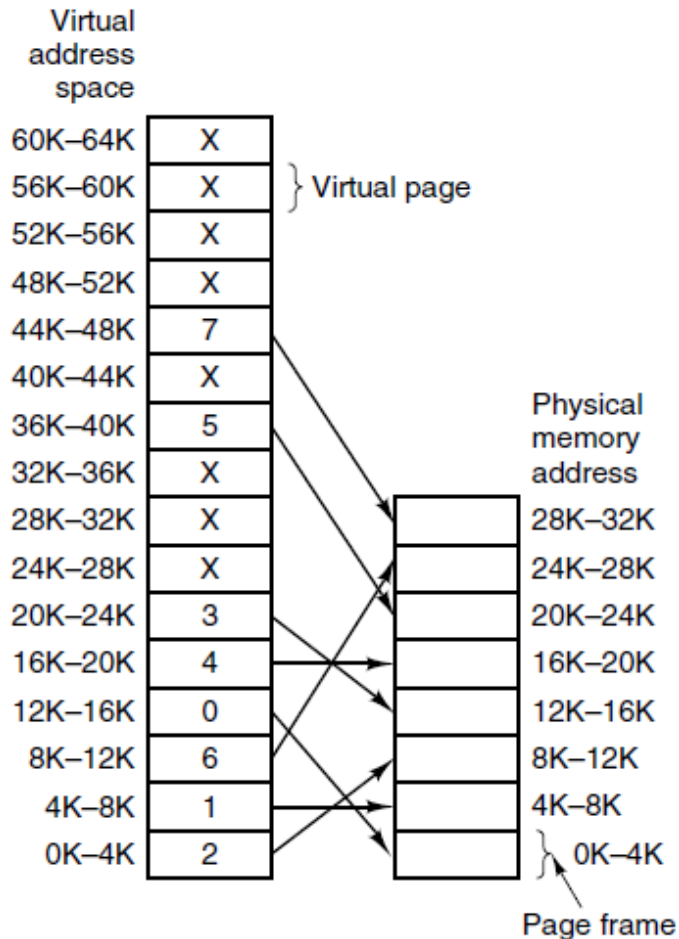 Virtual
address
space
60K–64K X
56K–60K X } Virtual page
52K–56K X
48K–52K X
44K–48K 7
40K–44K X
36K–40K 5
32K–36K X
28K–32K X
24K–28K X
20K–24K 3
16K–20K 4
12K–16K 0
8K–12K 6
4K–8K 1
0K–4K 2
Physical
memory
address
28K–32K
24K–28K
20K–24K
16K–20K
12K–16K
8K–12K
4K–8K
} 0K–4K
Page frame